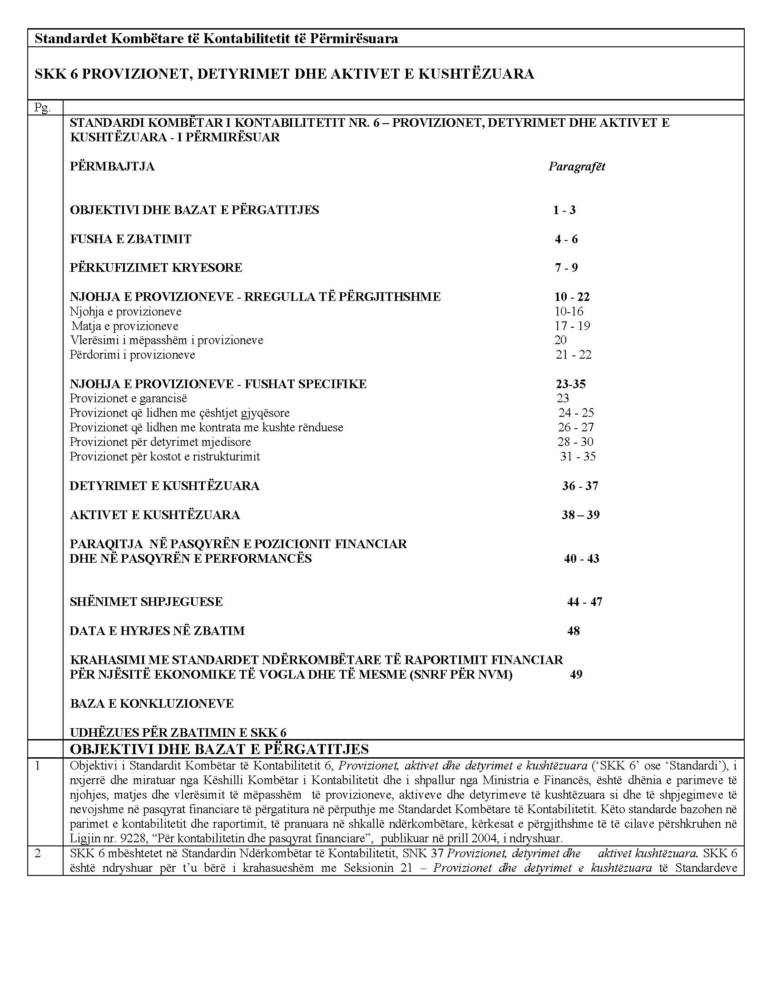 Standardet Kombëtare të Kontabilitetit të Përmirësuara
SKK 6 PROVIZIONET, DETYRIMET DHE AKTIVET E KUSHTËZUARA
Pg.
STANDARDI KOMBËTAR I KONTABILITETIT NR. 6 – PROVIZIONET, DETYRIMET DHE AKTIVET E
KUSHTËZUARA - I PËRMIRËSUAR
PËRMBAJTJA Paragrafët
OBJEKTIVI DHE BAZAT E PËRGATITJES 1 - 3
FUSHA E ZBATIMIT 4 - 6
PËRKUFIZIMET KRYESORE 7 - 9
NJOHJA E PROVIZIONEVE - RREGULLA TË PËRGJITHSHME 10 - 22
Njohja e provizioneve 10-16
Matja e provizioneve 17 - 19
Vlerësimi i mëpasshëm i provizioneve 20
Përdorimi i provizioneve 21 - 22
NJOHJA E PROVIZIONEVE - FUSHAT SPECIFIKE 23-35
Provizionet e garancisë 23
Provizionet që lidhen me çështjet gjyqësore 24 - 25
Provizionet që lidhen me kontrata me kushte rënduese 26 - 27
Provizionet për detyrimet mjedisore 28 - 30
Provizionet për kostot e ristrukturimit 31 - 35
DETYRIMET E KUSHTËZUARA 36 - 37
AKTIVET E KUSHTËZUARA 38 – 39
PARAQITJA NË PASQYRËN E POZICIONIT FINANCIAR
DHE NË PASQYRËN E PERFORMANCËS 40 - 43
SHËNIMET SHPJEGUESE 44 - 47
DATA E HYRJES NË ZBATIM 48
KRAHASIMI ME STANDARDET NDËRKOMBËTARE TË RAPORTIMIT FINANCIAR
PËR NJËSITË EKONOMIKE TË VOGLA DHE TË MESME (SNRF PËR NVM) 49
BAZA E KONKLUZIONEVE
UDHËZUES PËR ZBATIMIN E SKK 6
OBJEKTIVI DHE BAZAT E PËRGATITJES
1 Objektivi i Standardit Kombëtar të Kontabilitetit 6, Provizionet, aktivet dhe detyrimet e kushtëzuara (‘SKK 6’ ose ‘Standardi’), i
nxjerrë dhe miratuar nga Këshilli Kombëtar i Kontabilitetit dhe i shpallur nga Ministria e Financës, është dhënia e parimeve të
njohjes, matjes dhe vlerësimit të mëpasshëm të provizioneve, aktiveve dhe detyrimeve të kushtëzuara si dhe të shpjegimeve të
nevojshme në pasqyrat financiare të përgatitura në përputhje me Standardet Kombëtare të Kontabilitetit. Këto standarde bazohen në
parimet e kontabilitetit dhe raportimit, të pranuara në shkallë ndërkombëtare, kërkesat e përgjithshme të të cilave përshkruhen në
Ligjin nr. 9228, “Për kontabilitetin dhe pasqyrat financiare”, publikuar në prill 2004, i ndryshuar.
2 SKK 6 mbështetet në Standardin Ndërkombëtar të Kontabilitetit, SNK 37 Provizionet, detyrimet dhe aktivet kushtëzuara. SKK 6
është ndryshuar për t’u bërë i krahasueshëm me Seksionin 21 – Provizionet dhe detyrimet e kushtëzuara të Standardeve